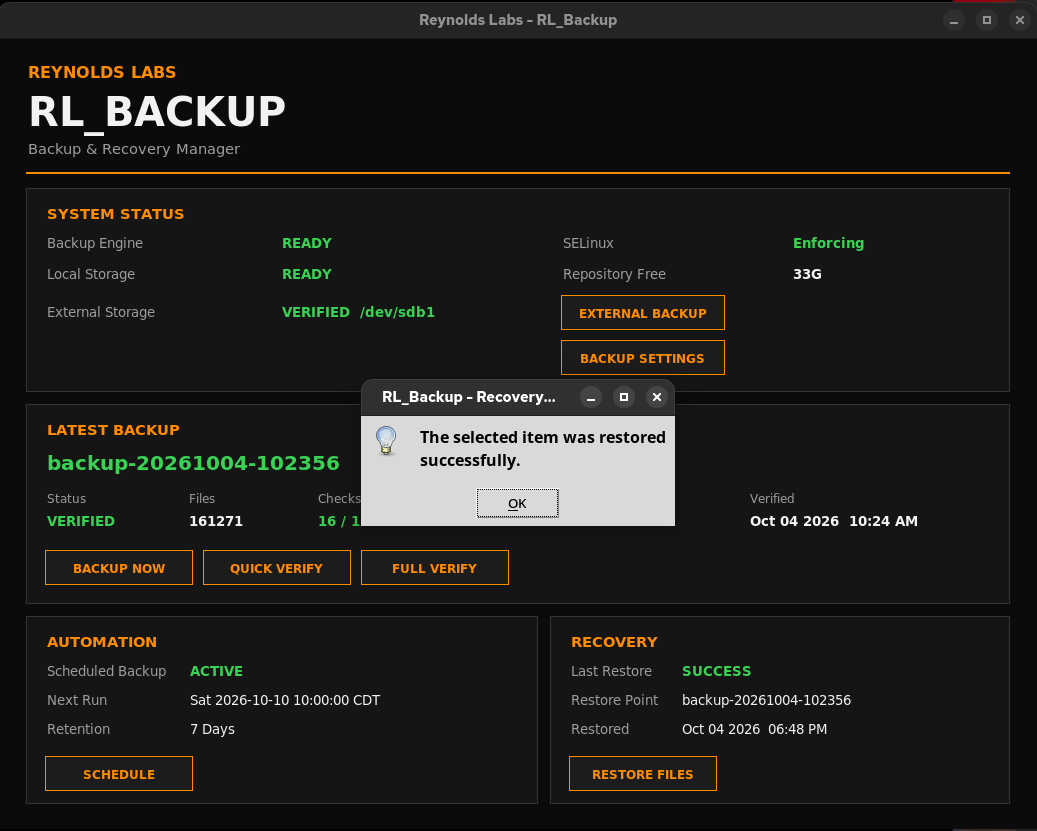 Reynolds Labs - RL_Backup
REYNOLDS LABS
RL_BACKUP
Backup & Recovery Manager
SYSTEM STATUS
Backup Engine READY SELinux Enforcing
Local Storage READY Repository Free 33G
External Storage VERIFIED /dev/sdb1 EXTERNAL BACKUP
BACKUP SETTINGS
RL_Backup - Recovery...
The selected item was restored
successfully.
OK
LATEST BACKUP
backup-20261004-102356
Status Files Checks Verified
VERIFIED 161271 16 / 1 Oct 04 2026 10:24 AM
BACKUP NOW QUICK VERIFY FULL VERIFY
AUTOMATION
Scheduled Backup ACTIVE
Next Run Sat 2026-10-10 10:00:00 CDT
Retention 7 Days
SCHEDULE
RECOVERY
Last Restore SUCCESS
Restore Point backup-20261004-102356
Restored Oct 04 2026 06:48 PM
RESTORE FILES